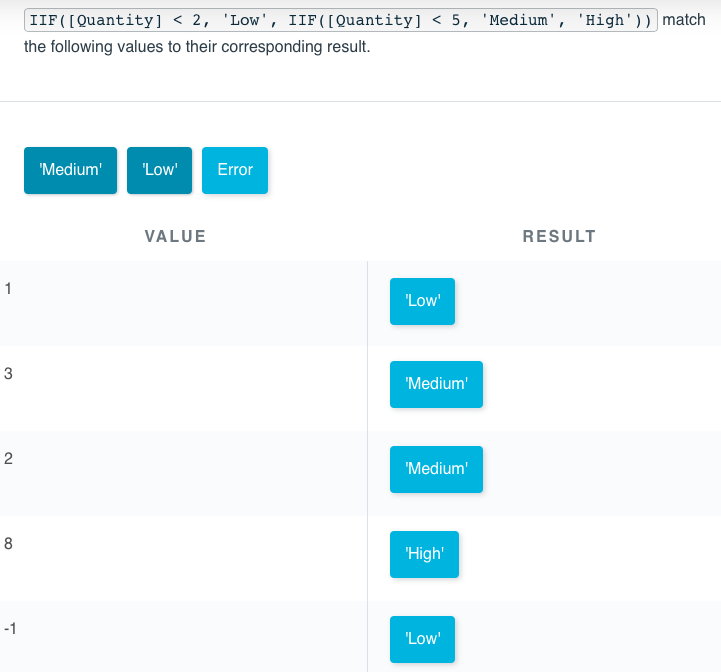 IIF([Quantity] < 2, 'Low', IIF([Quantity] < 5, 'Medium', 'High')) match
the following values to their corresponding result.
'Medium' 'Low' Error
VALUE RESULT
1 'Low'
3 'Medium'
2 'Medium'
8 'High'
-1 'Low'